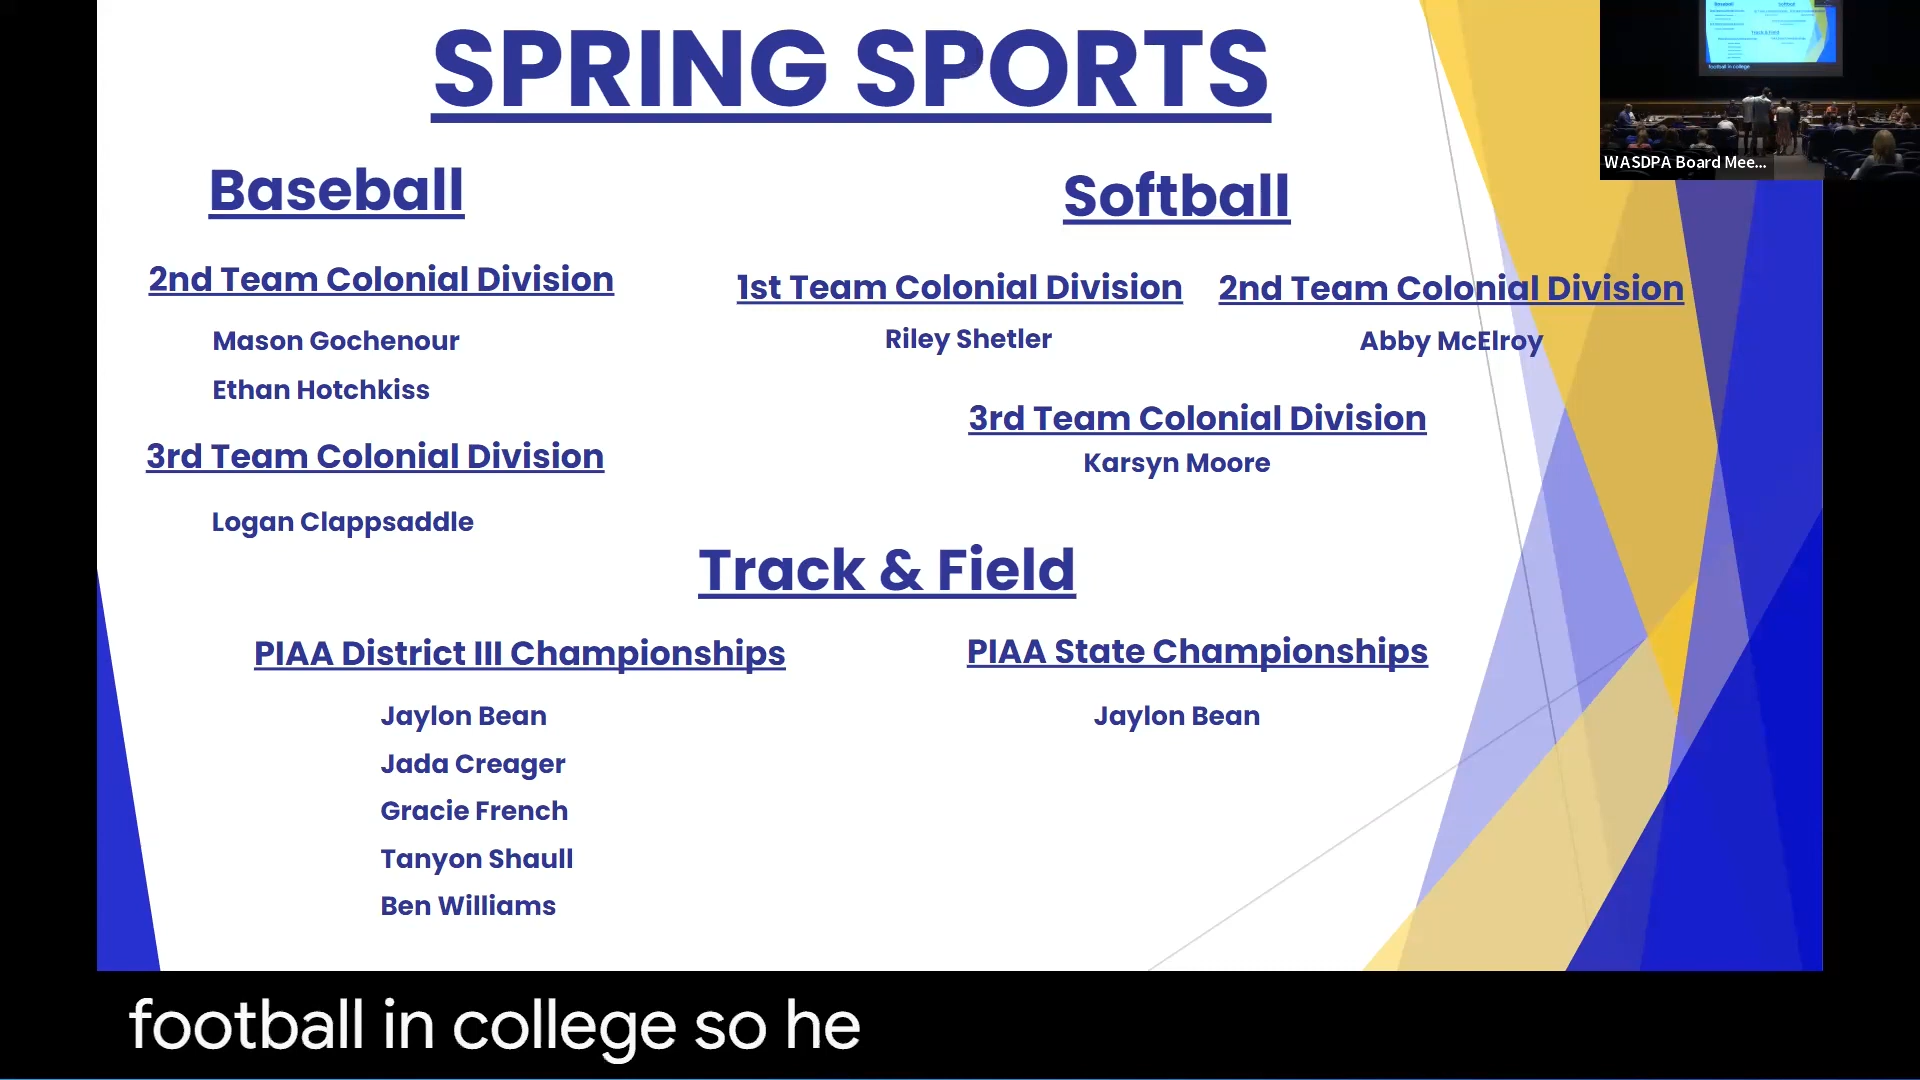 SPRING SPORTS
Baseball
2nd Team Colonial Division
Mason Gochenour
Ethan Hotchkiss
3rd Team Colonial Division
Logan Clappsaddle
Softball
1st Team Colonial Division
Riley Shetler
2nd Team Colonial Division
Abby McElroy
3rd Team Colonial Division
Karsyn Moore
Track & Field
PIAA District III Championships
Jaylon Bean
Jada Creager
Gracie French
Tanyon Shaull
Ben Williams
PIAA State Championships
Jaylon Bean
WASDPA Board Mee...
football in college so he